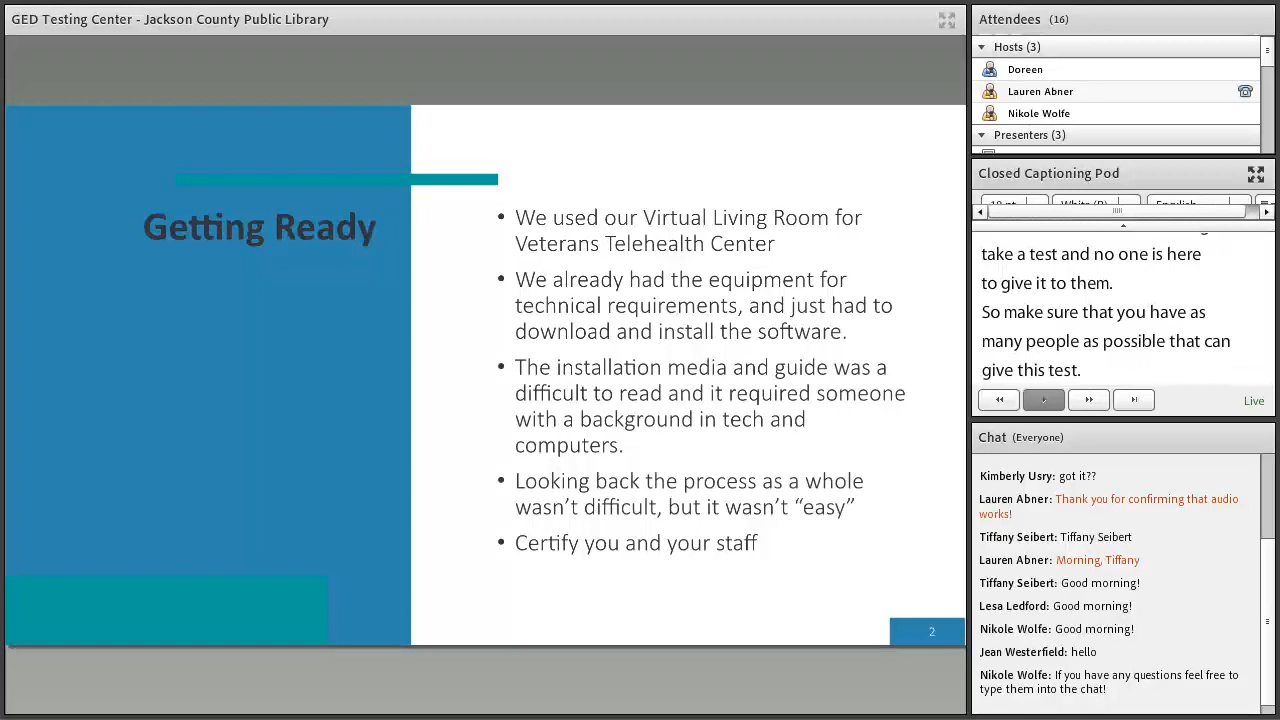 GED Testing Center - Jackson County Public Library
Getting Ready
• We used our Virtual Living Room for
Veterans Telehealth Center
• We already had the equipment for
technical requirements, and just had to
download and install the software.
• The installation media and guide was a
difficult to read and it required someone
with a background in tech and
computers.
• Looking back the process as a whole
wasn’t difficult, but it wasn’t “easy”
• Certify you and your staff
2
Attendees (16)
Hosts (3)
Doreen
Lauren Abner
Nikole Wolfe
Presenters (3)
Closed Captioning Pod
English
take a test and no one is here
to give it to them.
So make sure that you have as
many people as possible that can
give this test.
Live
Chat (Everyone)
Kimberly Usry: got it??
Lauren Abner: Thank you for confirming that audio
works!
Tiffany Seibert: Tiffany Seibert
Lauren Abner: Morning, Tiffany
Tiffany Seibert: Good morning!
Lesa Ledford: Good morning!
Nikole Wolfe: Good morning!
Jean Westerfield: hello
Nikole Wolfe: If you have any questions feel free to
type them into the chat!